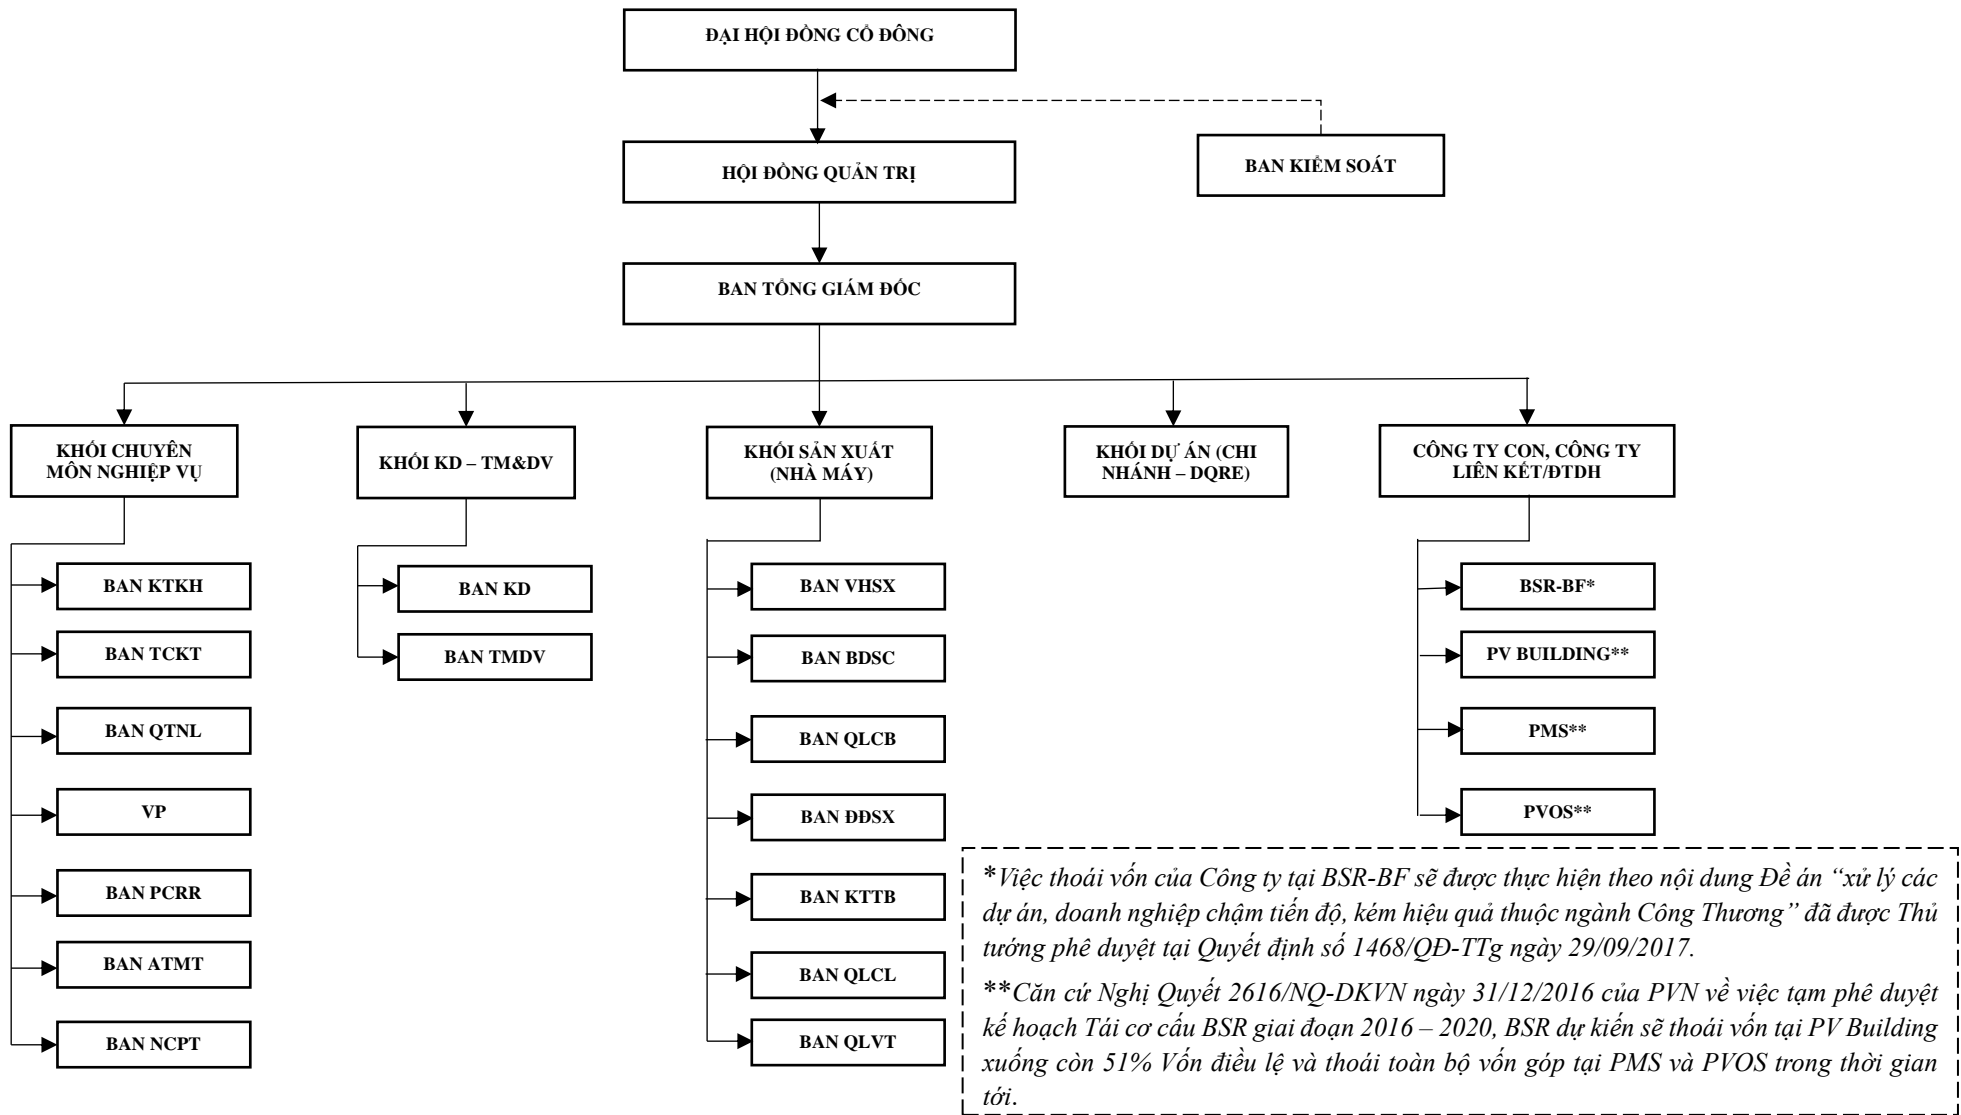 ĐẠI HỘI ĐỒNG CỔ ĐÔNG
HỘI ĐỒNG QUẢN TRỊ
BAN KIỂM SOÁT
BAN TỔNG GIÁM ĐỐC
KHỐI CHUYÊN
MÔN NGHIỆP VỤ
KHỐI KD – TM&DV
KHỐI SẢN XUẤT
(NHÀ MÁY)
KHỐI DỰ ÁN (CHI
NHÁNH – DQRE)
CÔNG TY CON, CÔNG TY
LIÊN KẾT/ĐTDH
BAN KTKH
BAN TCKT
BAN QTNL
VP
BAN PCRR
BAN ATMT
BAN NCPT
BAN KD
BAN TMDV
BAN VHSX
BAN BDSC
BAN QLCB
BAN ĐĐSX
BAN KTTB
BAN QLCL
BAN QLVT
BSR-BF*
PV BUILDING**
PMS**
PVOS**
*Việc thoái vốn của Công ty tại BSR-BF sẽ được thực hiện theo nội dung Đề án “xử lý các
dự án, doanh nghiệp chậm tiến độ, kém hiệu quả thuộc ngành Công Thương” đã được Thủ
tướng phê duyệt tại Quyết định số 1468/QĐ-TTg ngày 29/09/2017.
**Căn cứ Nghị Quyết 2616/NQ-DKVN ngày 31/12/2016 của PVN về việc tạm phê duyệt
kế hoạch Tái cơ cấu BSR giai đoạn 2016 – 2020, BSR dự kiến sẽ thoái vốn tại PV Building
xuống còn 51% Vốn điều lệ và thoái toàn bộ vốn góp tại PMS và PVOS trong thời gian
tới.